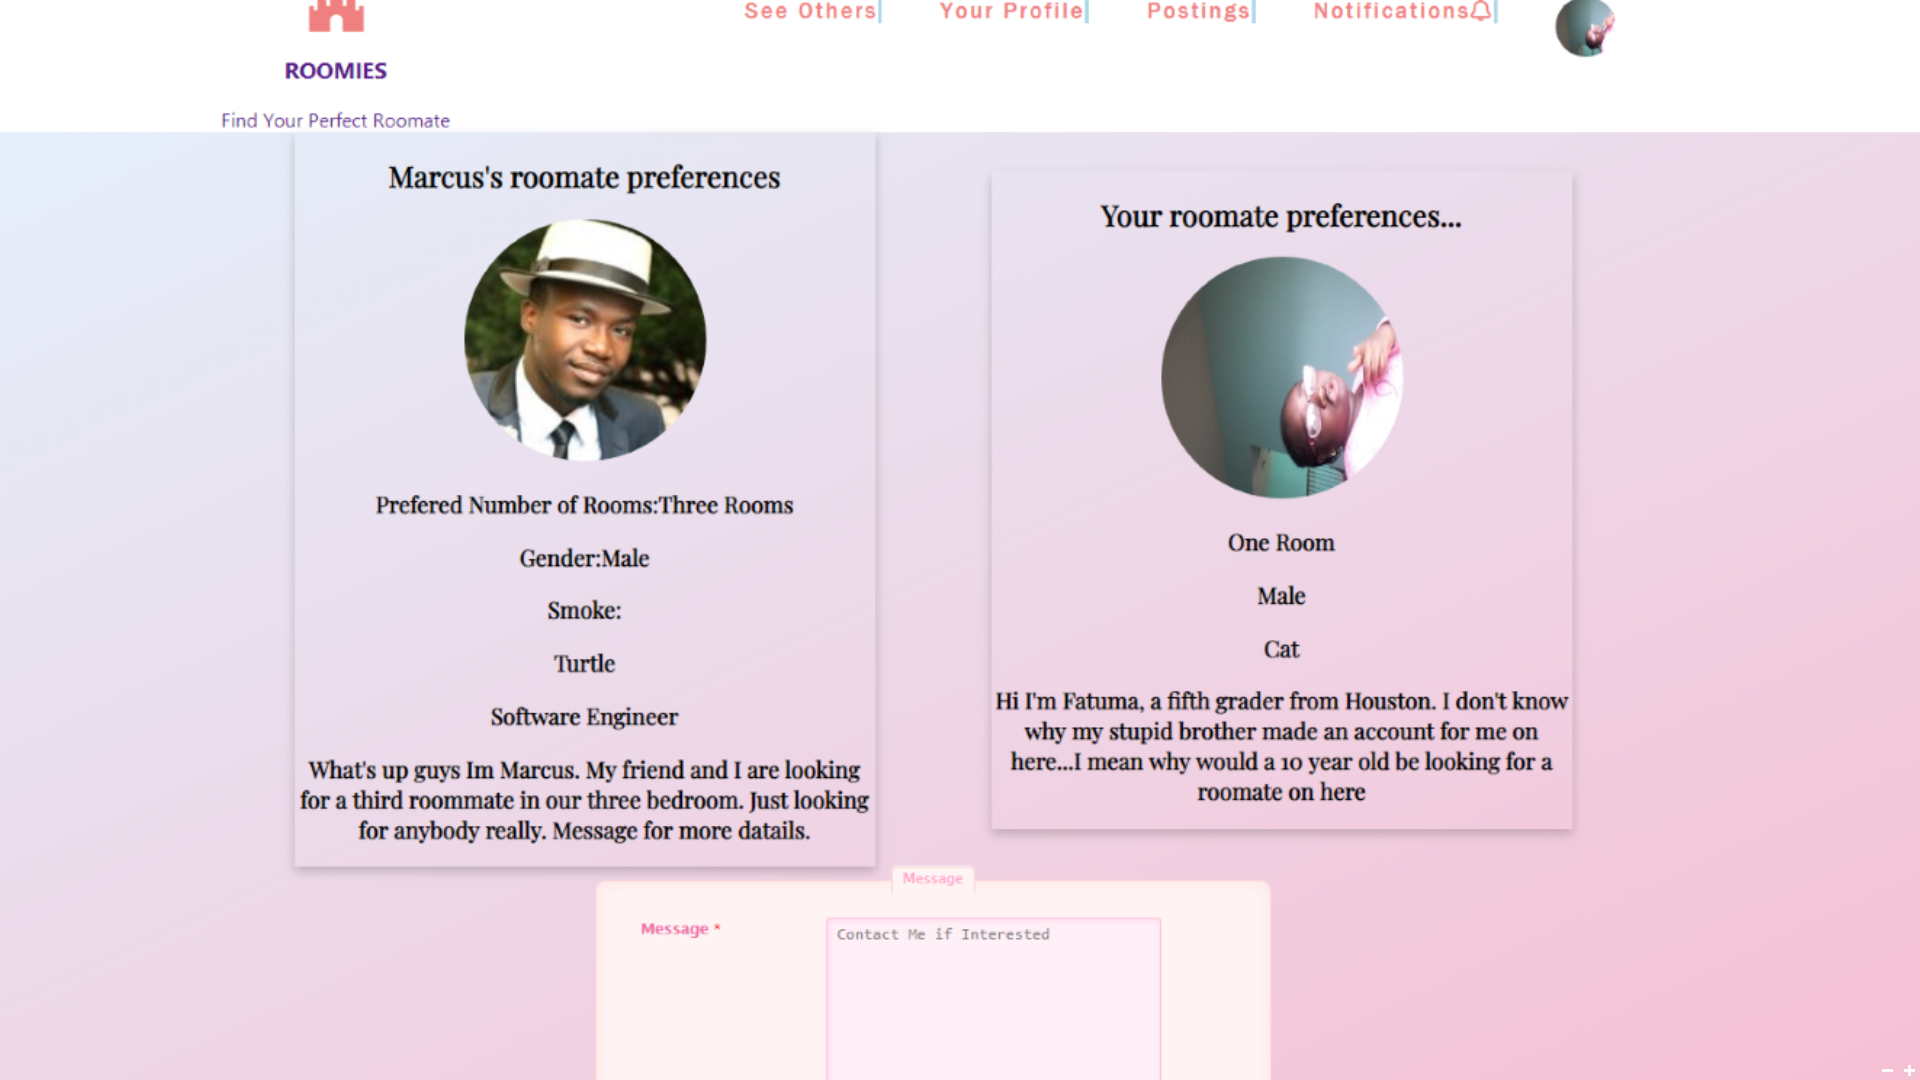 See Others
Your Profile
Postings
Notifications
ROOMIES
Find Your Perfect Roomate
Marcus's roomate preferences
Prefered Number of Rooms:Three Rooms
Gender:Male
Smoke:
Turtle
Software Engineer
What's up guys Im Marcus. My friend and I are looking
for a third roommate in our three bedroom. Just looking
for anybody really. Message for more datails.
Your roomate preferences...
One Room
Male
Cat
Hi I'm Fatuma, a fifth grader from Houston. I don't know
why my stupid brother made an account for me on
here...I mean why would a 10 year old be looking for a
roomate on here
Message
Message *
Contact Me if Interested